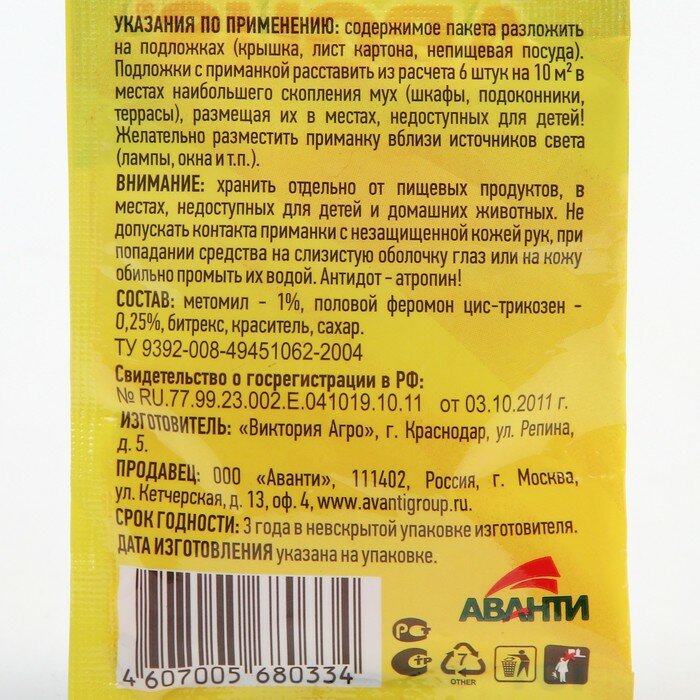 УКАЗАНИЯ ПО ПРИМЕНЕНИЮ: содержимое пакета разложить
на подложках (крышка, лист картона, непищевая посуда).
Подложки с приманкой расставить из расчета 6 штук на 10 м² в
местах наибольшего скопления мух (шкафы, подоконники,
террасы), размещая их в местах, недоступных для детей!
Желательно разместить приманку вблизи источников света
(лампы, окна и т.п.).
ВНИМАНИЕ: хранить отдельно от пищевых продуктов, в
местах, недоступных для детей и домашних животных. Не
допускать контакта приманки с незащищенной кожей рук, при
попадании средства на слизистую оболочку глаз или на кожу
обильно промыть их водой. Антидот - атропин!
СОСТАВ: метомил - 1%, половой феромон цис-трикозен -
0,25%, битрекс, краситель, сахар.
ТУ 9392-008-49451062-2004
Свидетельство о госрегистрации в РФ:
№ RU.77.99.23.002.E.041019.10.11 от 03.10.2011 г.
ИЗГОТОВИТЕЛЬ: «Виктория Агро», г. Краснодар, ул. Репина,
д. 5.
ПРОДАВЕЦ: ООО «Аванти», 111402, Россия, г. Москва,
ул. Кетчерская, д. 13, оф. 4, www.avantigroup.ru.
СРОК ГОДНОСТИ: 3 года в невскрытой упаковке изготовителя.
ДАТА ИЗГОТОВЛЕНИЯ указана на упаковке.
АВАНТИ
7
OTHER
4 607005 680334